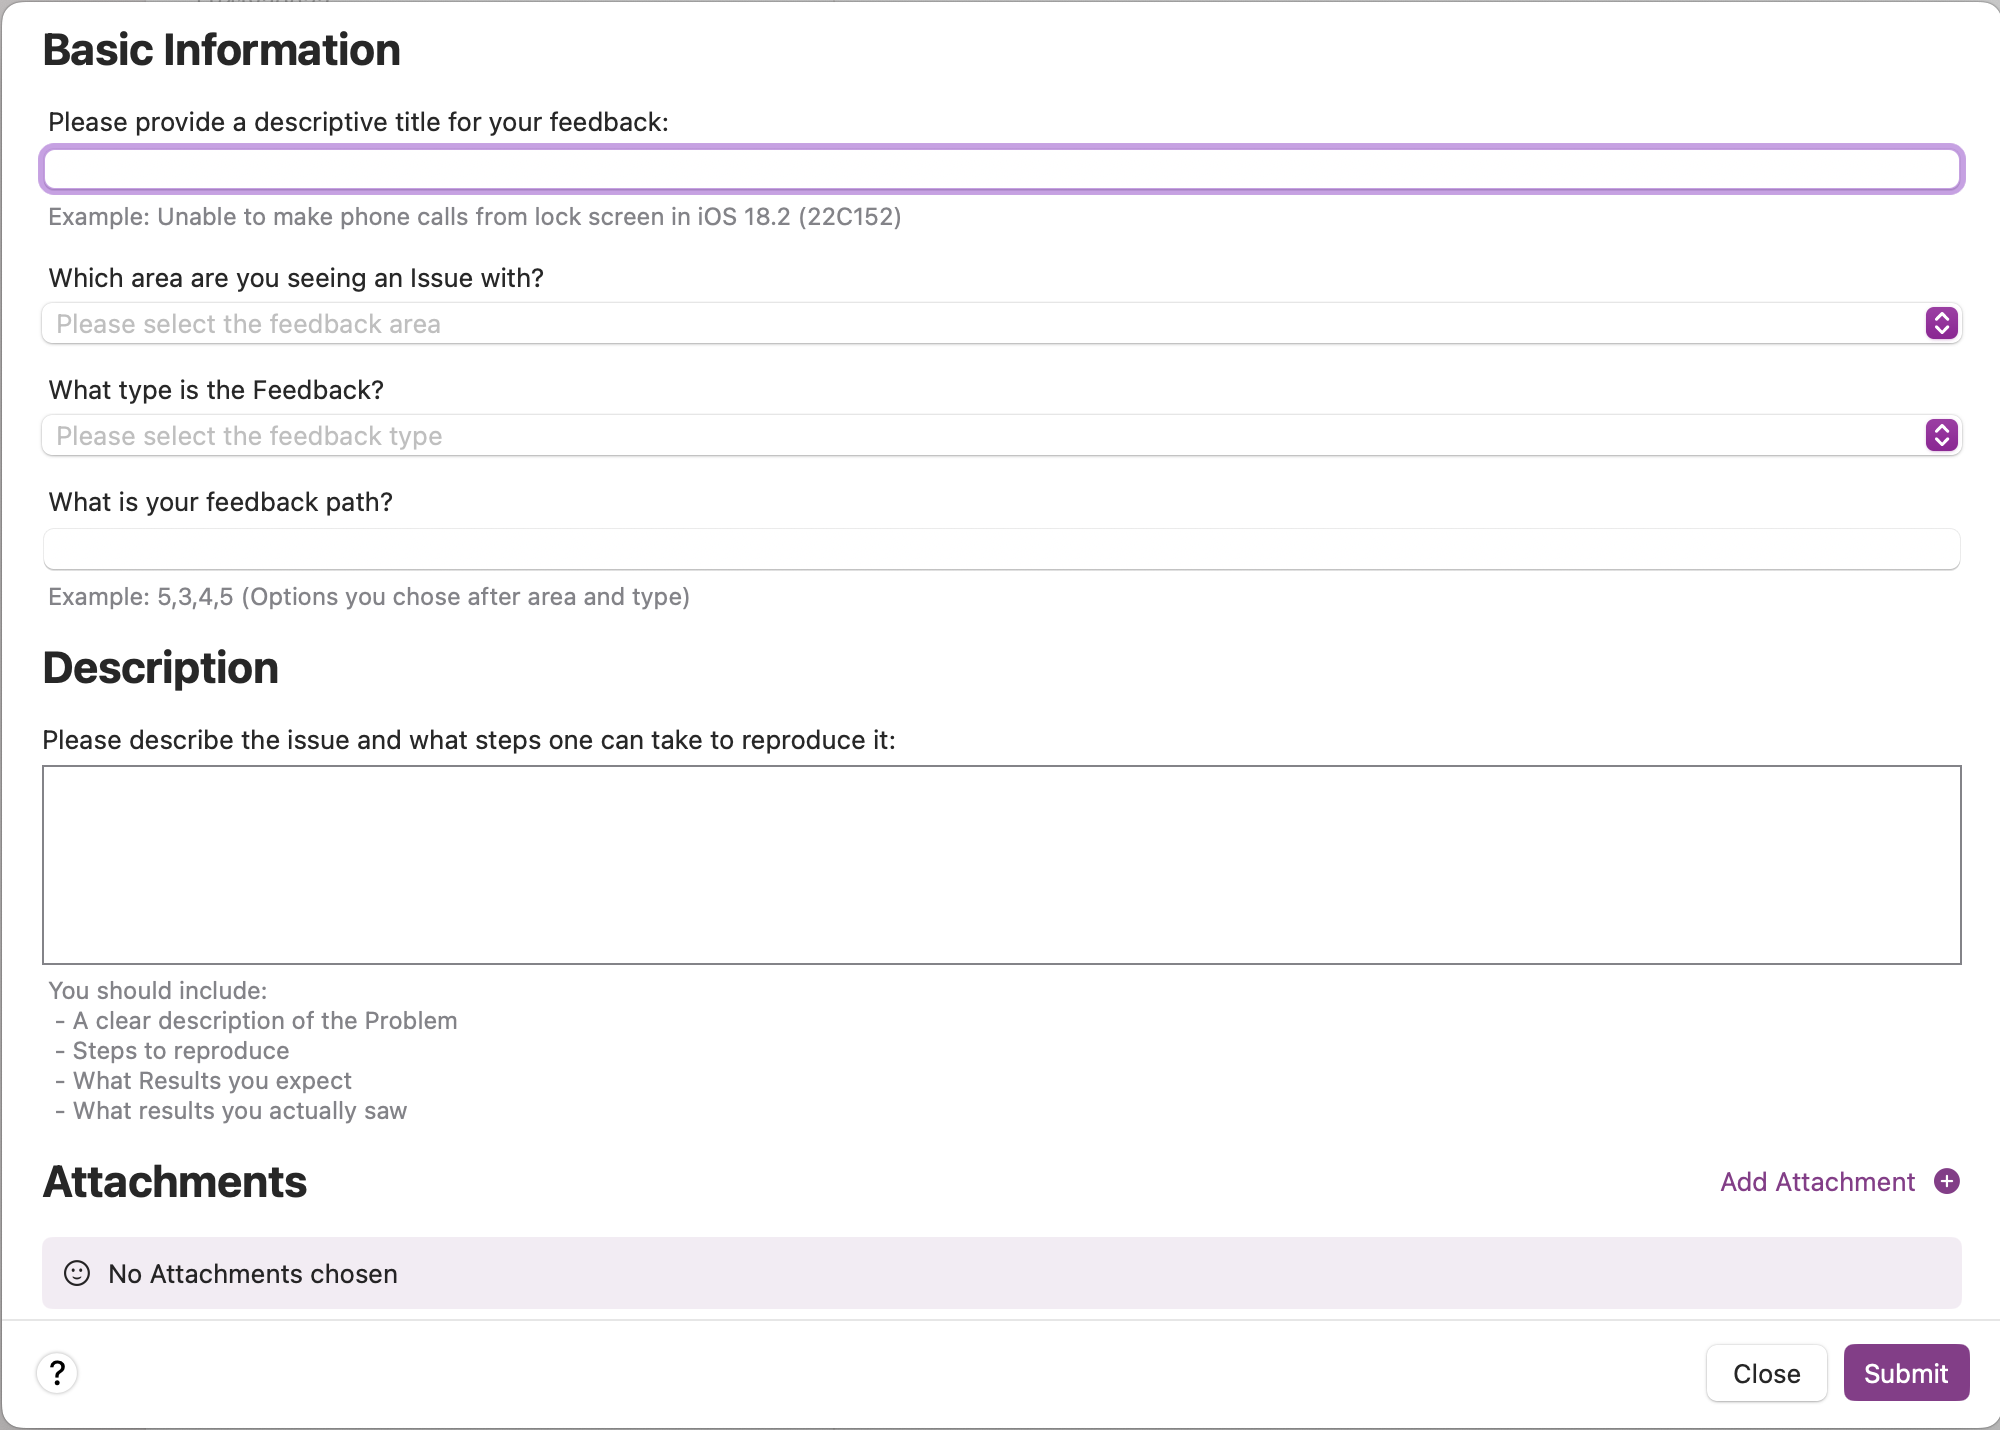 Basic Information
Please provide a descriptive title for your feedback:
Example: Unable to make phone calls from lock screen in iOS 18.2 (22C152)
Which area are you seeing an Issue with?
Please select the feedback area
What type is the Feedback?
Please select the feedback type
What is your feedback path?
Example: 5,3,4,5 (Options you chose after area and type)
Description
Please describe the issue and what steps one can take to reproduce it:
You should include:
- A clear description of the Problem
- Steps to reproduce
- What Results you expect
- What results you actually saw
Attachments
Add Attachment
No Attachments chosen
?
Close
Submit